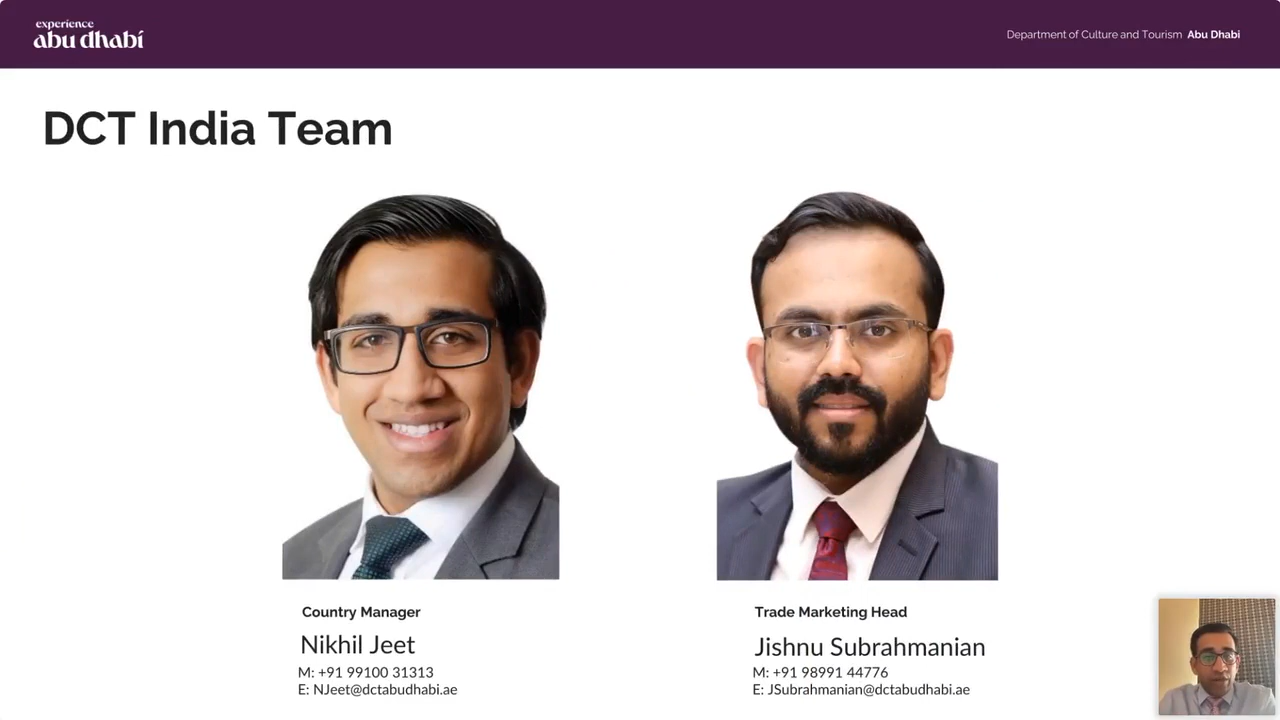 experience
abu dhabi
Department of Culture and Tourism Abu Dhabi
DCT India Team
Country Manager
Nikhil Jeet
M: +91 99100 31313
E: NJeet@dctabudhabi.ae
Trade Marketing Head
Jishnu Subrahmanian
M: +91 98991 44776
E: JSubrahmanian@dctabudhabi.ae